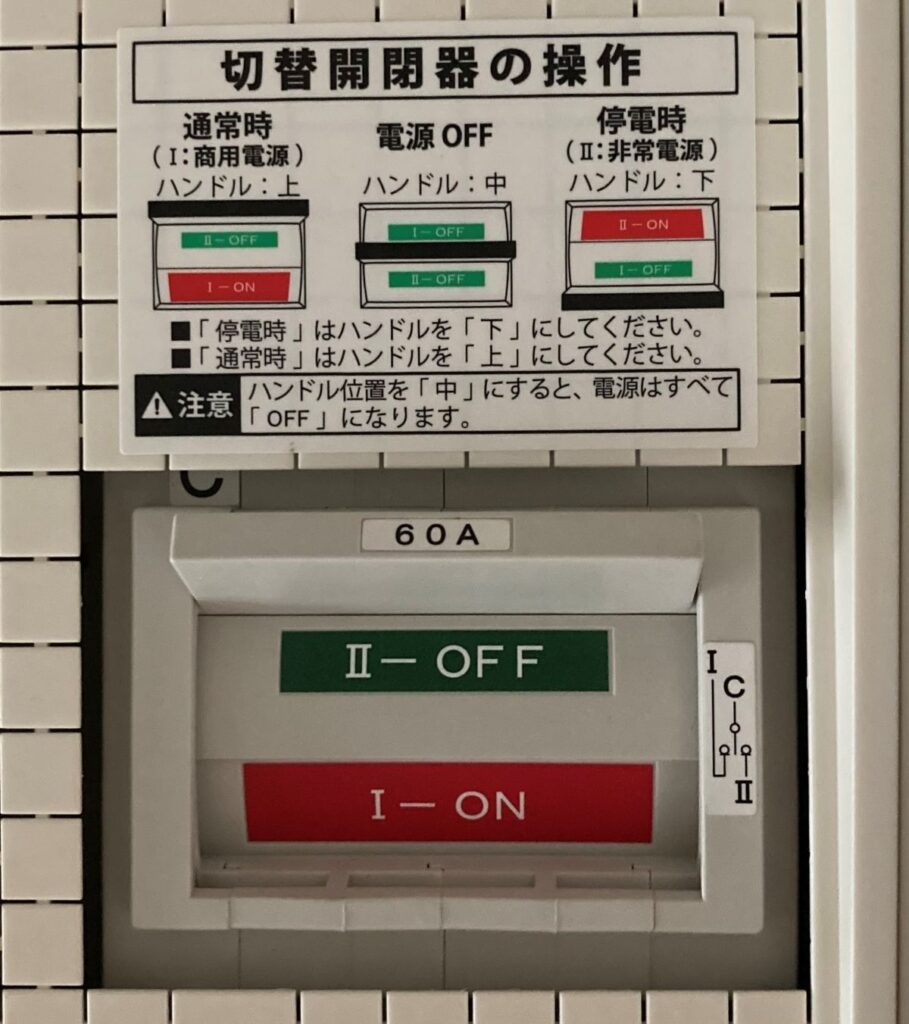 切替開閉器の操作
通常時
(Ⅰ:商用電源)
ハンドル：上
Ⅱ－OFF
Ⅰ－ON
電源 OFF
ハンドル：中
Ⅰ－OFF
Ⅱ－OFF
停電時
(Ⅱ:非常電源)
ハンドル：下
Ⅱ－ON
Ⅰ－OFF
■「停電時」はハンドルを「下」にしてください。
■「通常時」はハンドルを「上」にしてください。
注意
ハンドル位置を「中」にすると、電源はすべて
「OFF」になります。
C
60A
Ⅱ－OFF
Ⅰ－ON
Ⅰ
C
Ⅱ